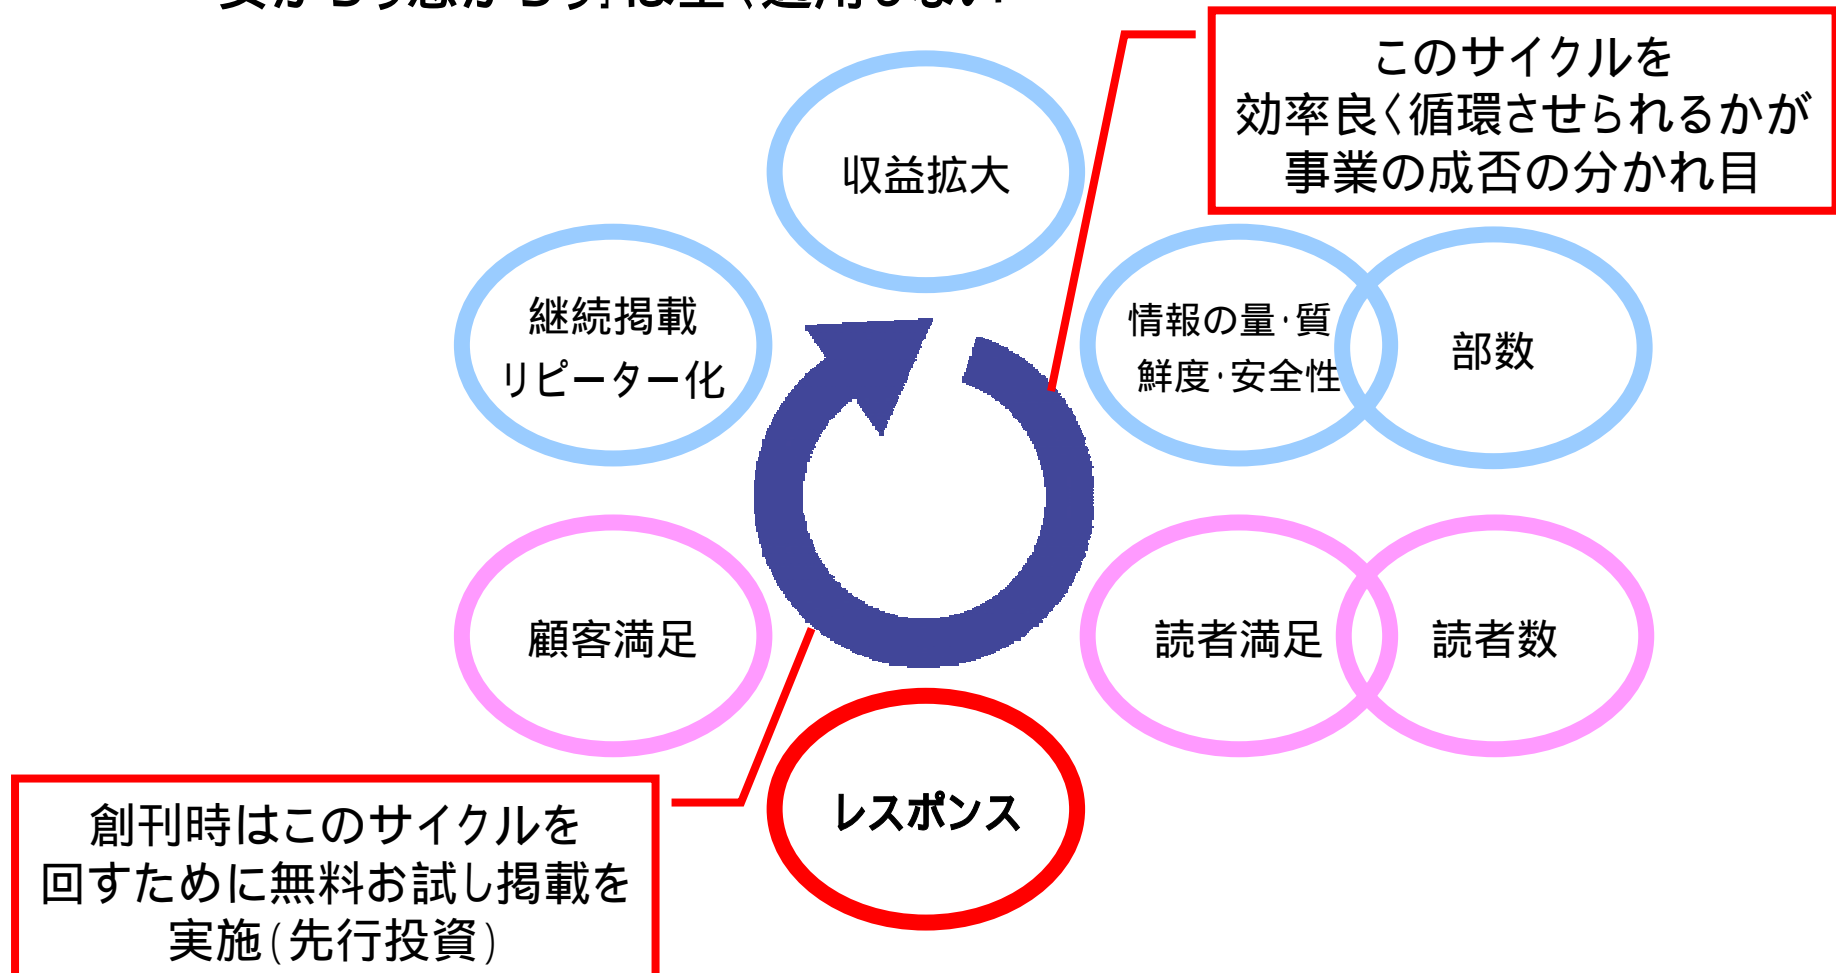 このサイクルを
効率良く循環させられるかが
事業の成否の分かれ目
収益拡大
継続掲載
リピーター化
情報の量・質
鮮度・安全性
部数
顧客満足
読者満足
読者数
レスポンス
創刊時はこのサイクルを
回すために無料お試し掲載を
実施(先行投資)